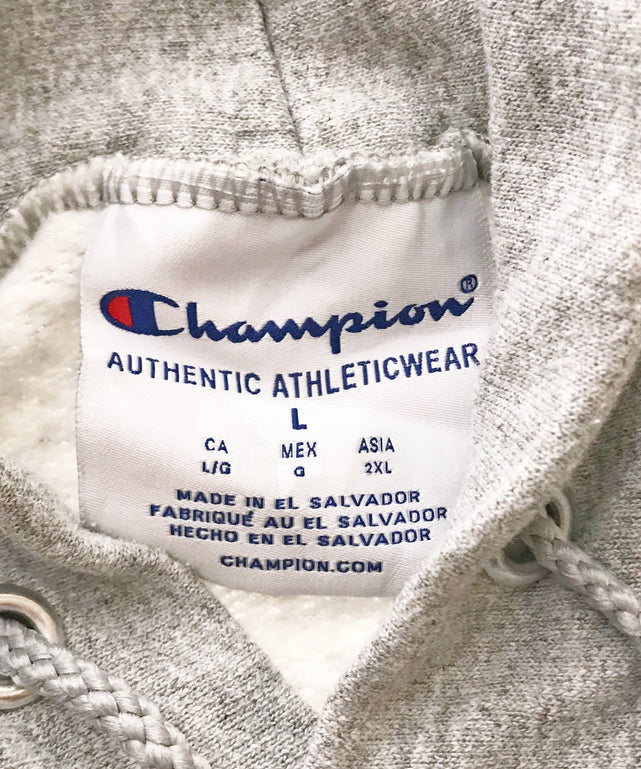 Champion®
AUTHENTIC ATHLETICWEAR
L
CA MEX ASIA
L/G G 2XL
MADE IN EL SALVADOR
FABRIQUÉ AU EL SALVADOR
HECHO EN EL SALVADOR
CHAMPION.COM